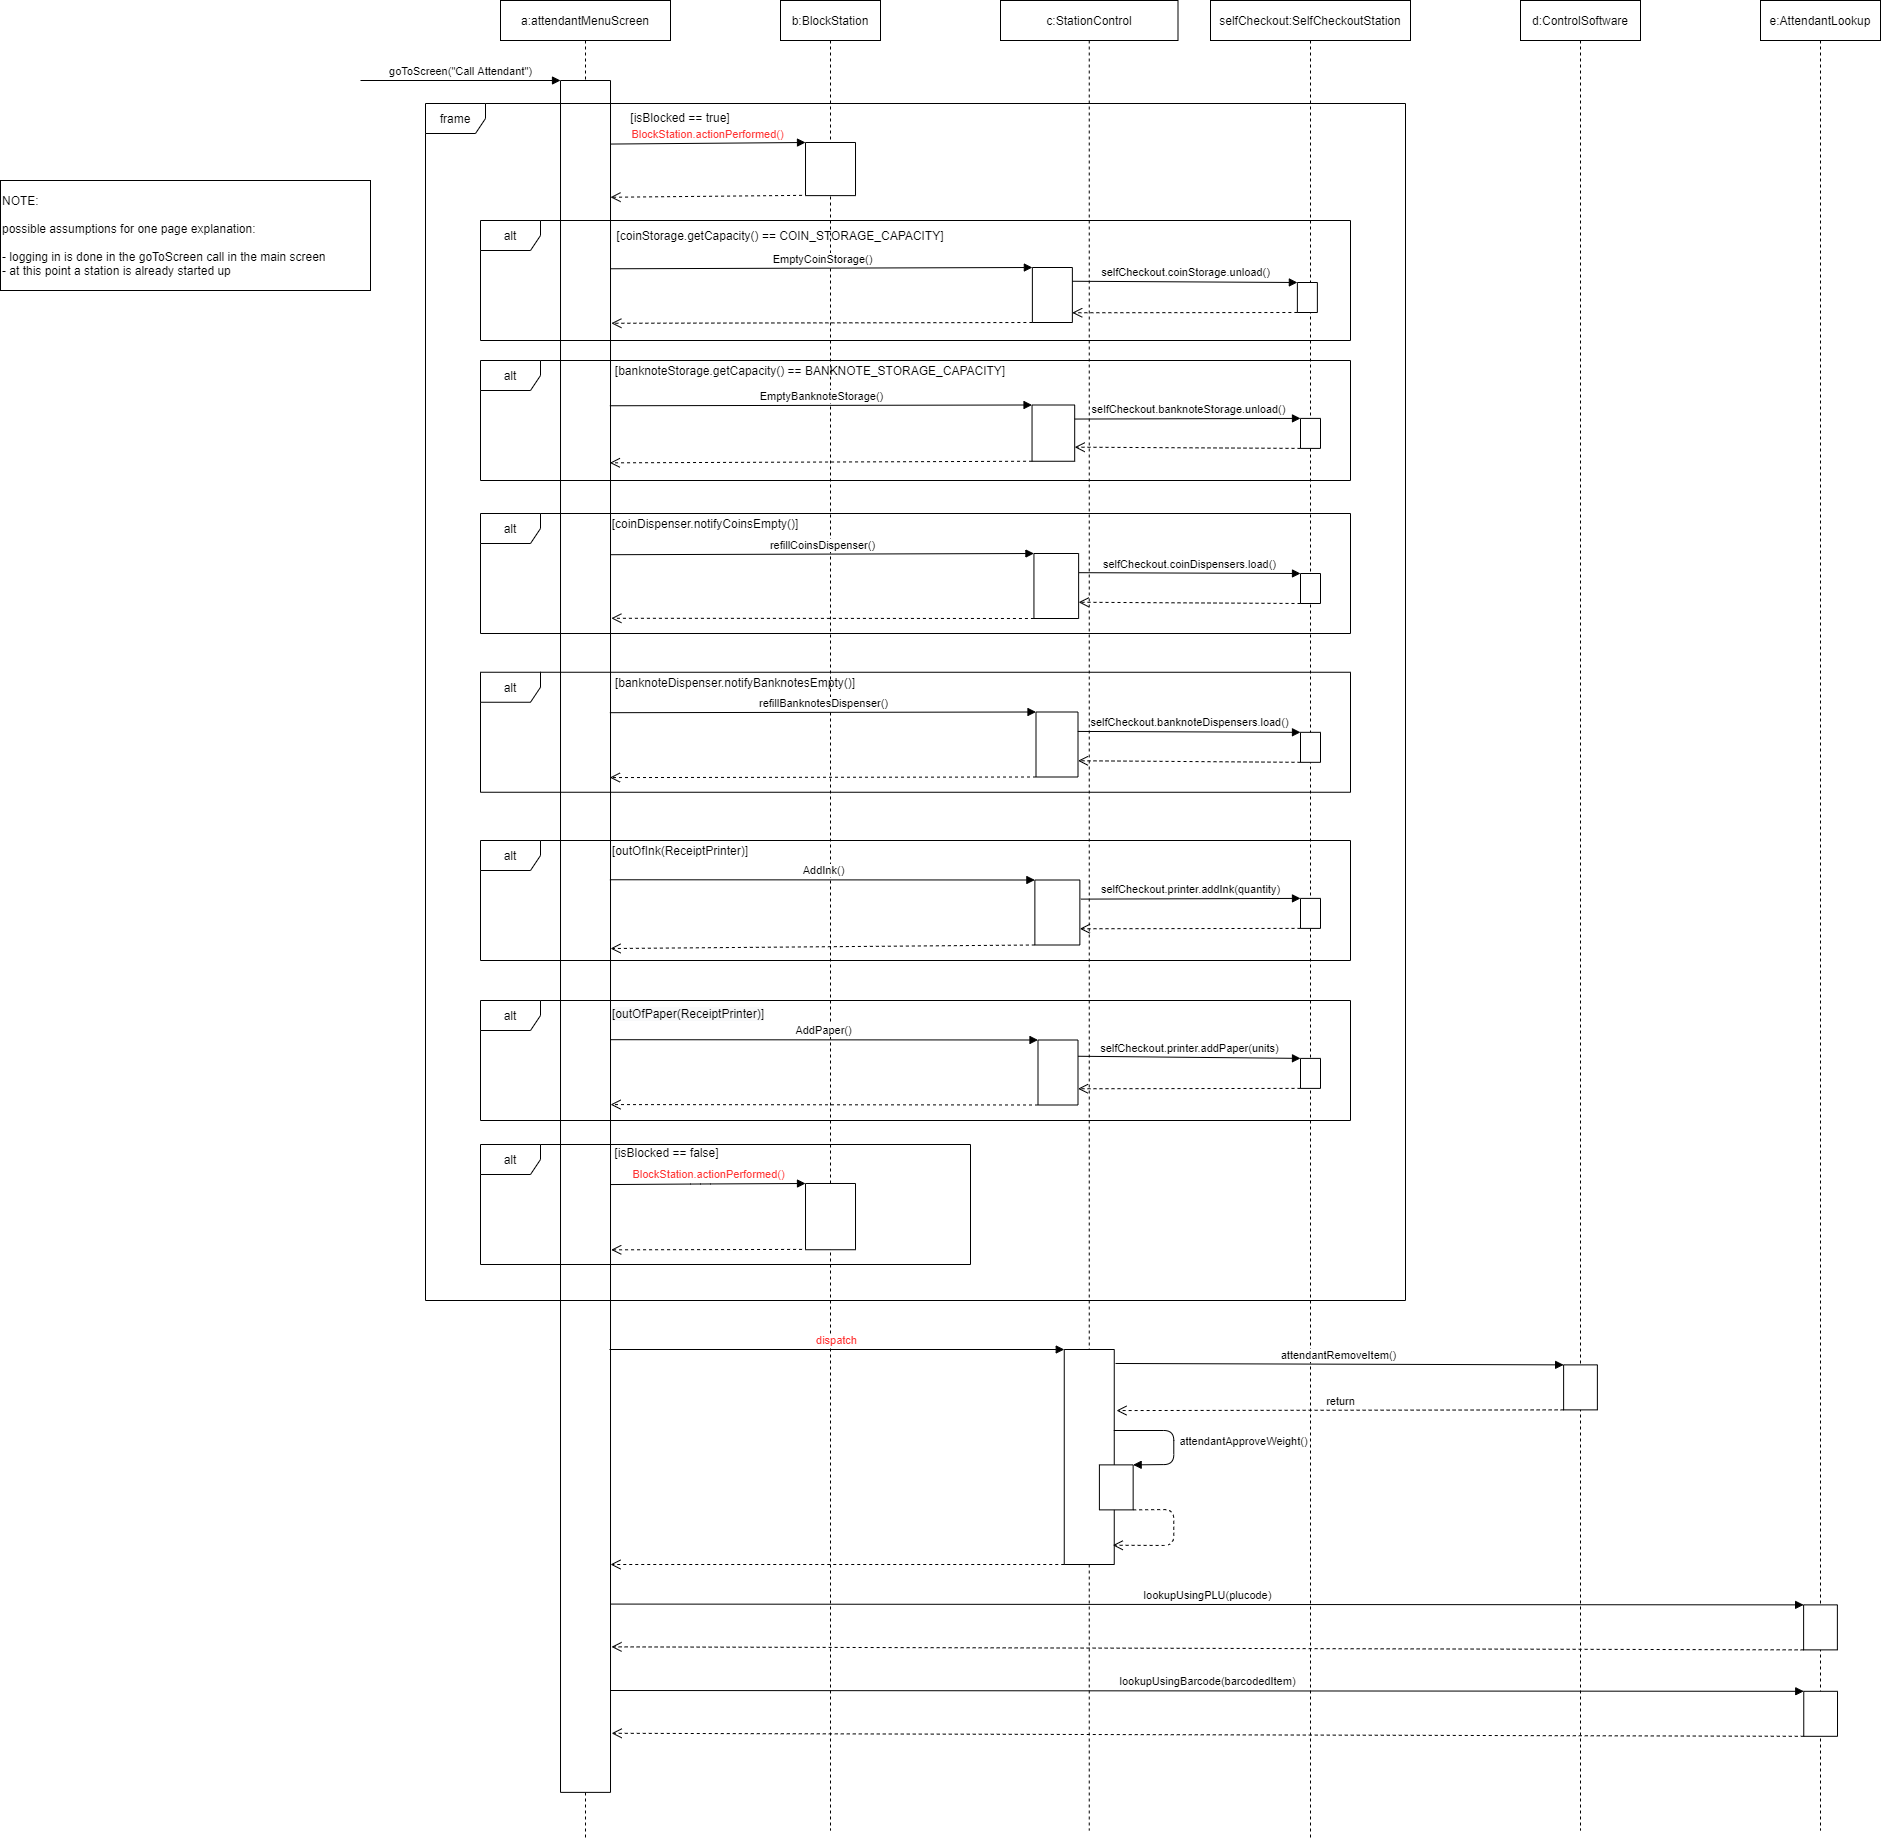 a:attendantMenuScreen
b:BlockStation
c:StationControl
selfCheckout:SelfCheckoutStation
d:ControlSoftware
e:AttendantLookup
goToScreen("Call Attendant")
frame
[isBlocked == true]
BlockStation.actionPerformed()
NOTE:
possible assumptions for one page explanation:
- logging in is done in the goToScreen call in the main screen
- at this point a station is already started up
alt
[coinStorage.getCapacity() == COIN_STORAGE_CAPACITY]
EmptyCoinStorage()
selfCheckout.coinStorage.unload()
alt
[banknoteStorage.getCapacity() == BANKNOTE_STORAGE_CAPACITY]
EmptyBanknoteStorage()
selfCheckout.banknoteStorage.unload()
alt
[coinDispenser.notifyCoinsEmpty()]
refillCoinsDispenser()
selfCheckout.coinDispensers.load()
alt
[banknoteDispenser.notifyBanknotesEmpty()]
refillBanknotesDispenser()
selfCheckout.banknoteDispensers.load()
alt
[outOfInk(ReceiptPrinter)]
AddInk()
selfCheckout.printer.addInk(quantity)
alt
[outOfPaper(ReceiptPrinter)]
AddPaper()
selfCheckout.printer.addPaper(units)
alt
[isBlocked == false]
BlockStation.actionPerformed()
dispatch
attendantRemoveItem()
return
attendantApproveWeight()
lookupUsingPLU(plucode)
lookupUsingBarcode(barcodedItem)